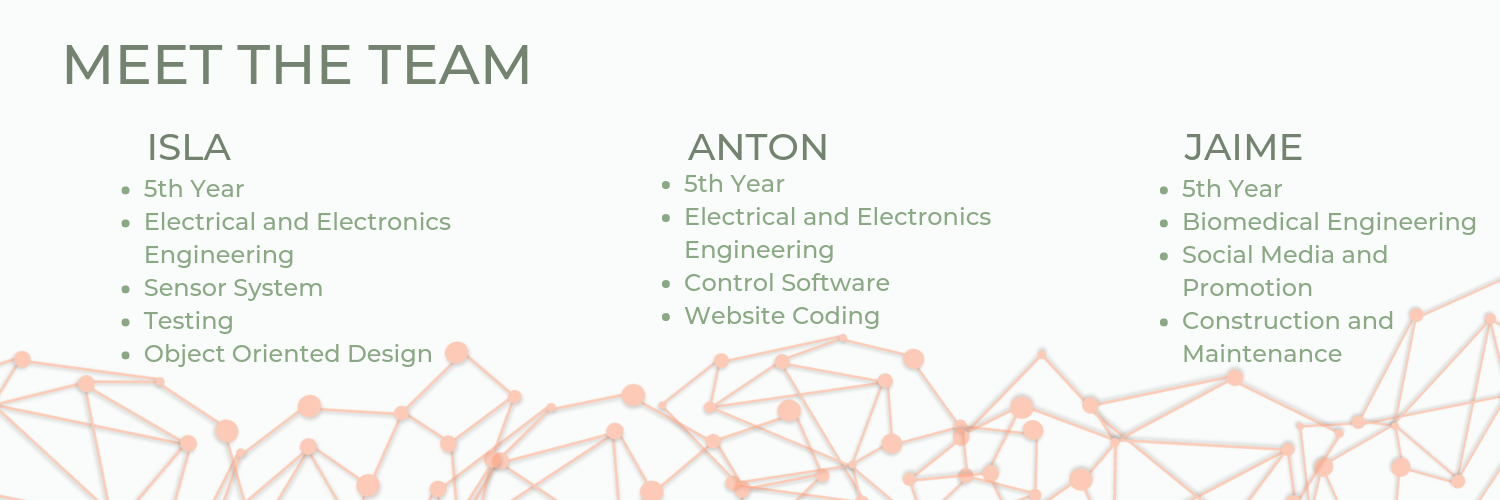 MEET THE TEAM
ISLA
• 5th Year
• Electrical and Electronics
Engineering
• Sensor System
• Testing
• Object Oriented Design
ANTON
• 5th Year
• Electrical and Electronics
Engineering
• Control Software
• Website Coding
JAIME
• 5th Year
• Biomedical Engineering
• Social Media and
Promotion
• Construction and
Maintenance